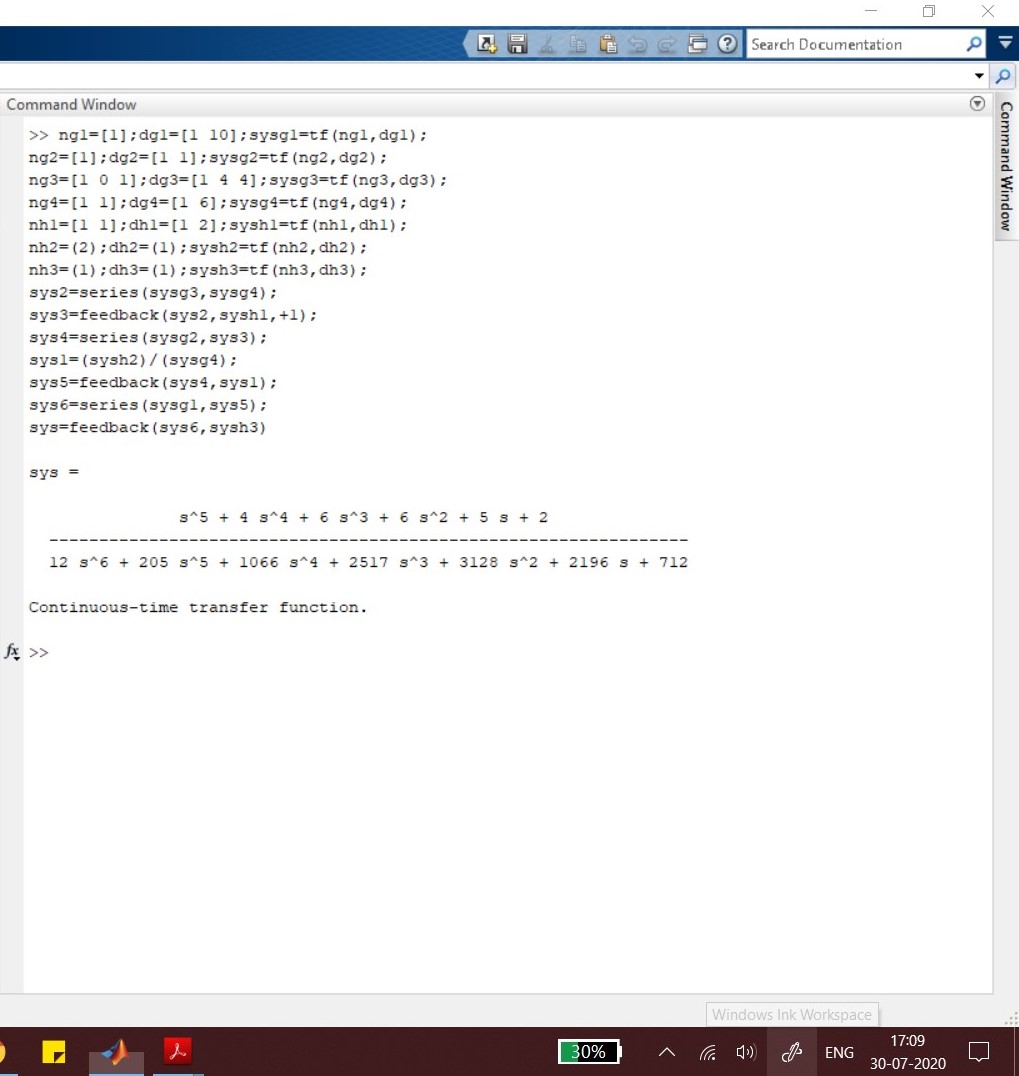 Search Documentation
Command Window
Command Window
>> ng1=[1];dg1=[1 10];sysg1=tf(ng1,dg1);
ng2=[1];dg2=[1 1];sysg2=tf(ng2,dg2);
ng3=[1 0 1];dg3=[1 4 4];sysg3=tf(ng3,dg3);
ng4=[1 1];dg4=[1 6];sysg4=tf(ng4,dg4);
nh1=[1 1];dh1=[1 2];sysh1=tf(nh1,dh1);
nh2=(2);dh2=(1);sysh2=tf(nh2,dh2);
nh3=(1);dh3=(1);sysh3=tf(nh3,dh3);
sys2=series(sysg3,sysg4);
sys3=feedback(sys2,sysh1,+1);
sys4=series(sysg2,sys3);
sys1=(sysh2)/(sysg4);
sys5=feedback(sys4,sys1);
sys6=series(sysg1,sys5);
sys=feedback(sys6,sysh3)
sys =
s^5 + 4 s^4 + 6 s^3 + 6 s^2 + 5 s + 2
----------------------------------------------------------------
12 s^6 + 205 s^5 + 1066 s^4 + 2517 s^3 + 3128 s^2 + 2196 s + 712
Continuous-time transfer function.
fx >>
Windows Ink Workspace
30%
ENG
17:09
30-07-2020